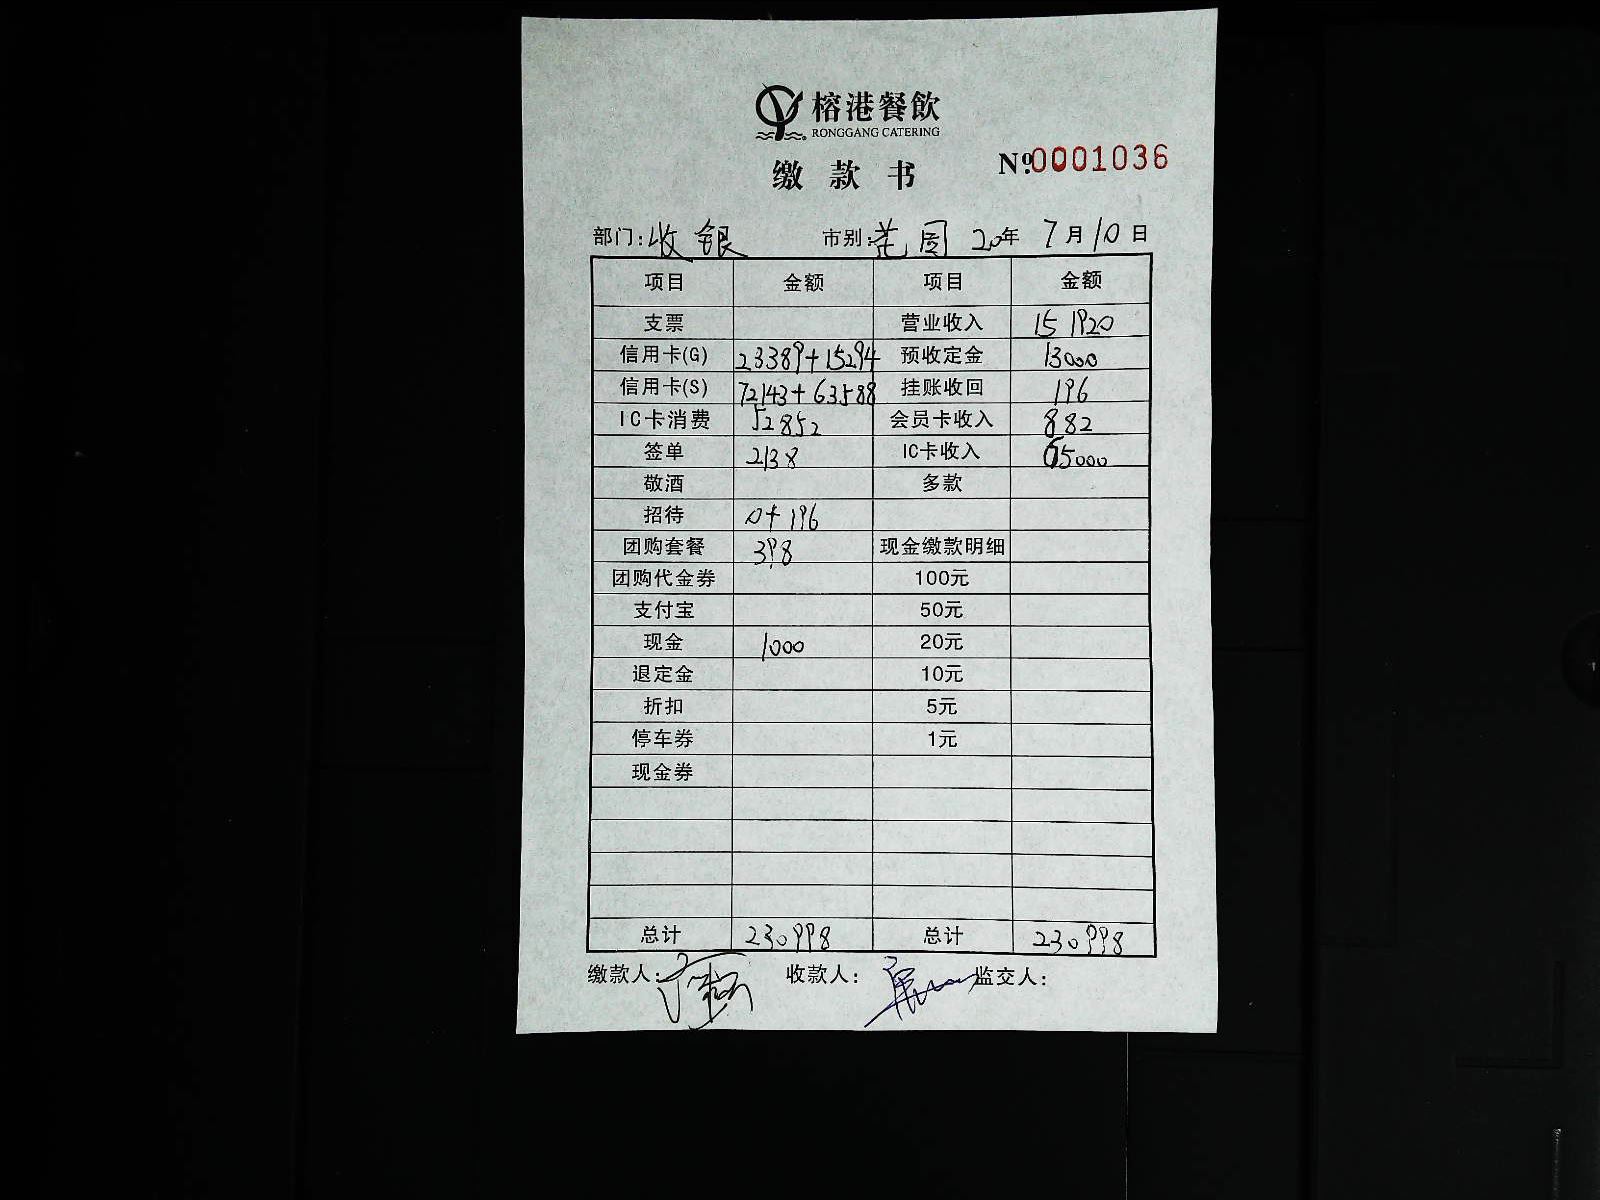 榕港餐飲
RONGGANG CATERING
缴款书 №0001036
部门：收银 市别： 20年 7月10日
项目 金额 项目 金额
支票 营业收入 151920
信用卡(G) 23389+15294 预收定金 13000
信用卡(S) 72143+63588 挂账收回 196
IC卡消费 52852 会员卡收入 882
签单 2138 IC卡收入 65000
敬酒 多款
招待 0+196
团购套餐 398 现金缴款明细
团购代金券 100元
支付宝 50元
现金 1000 20元
退定金 10元
折扣 5元
停车券 1元
现金券
总计 230998 总计 230998
缴款人： 收款人： 监交人：